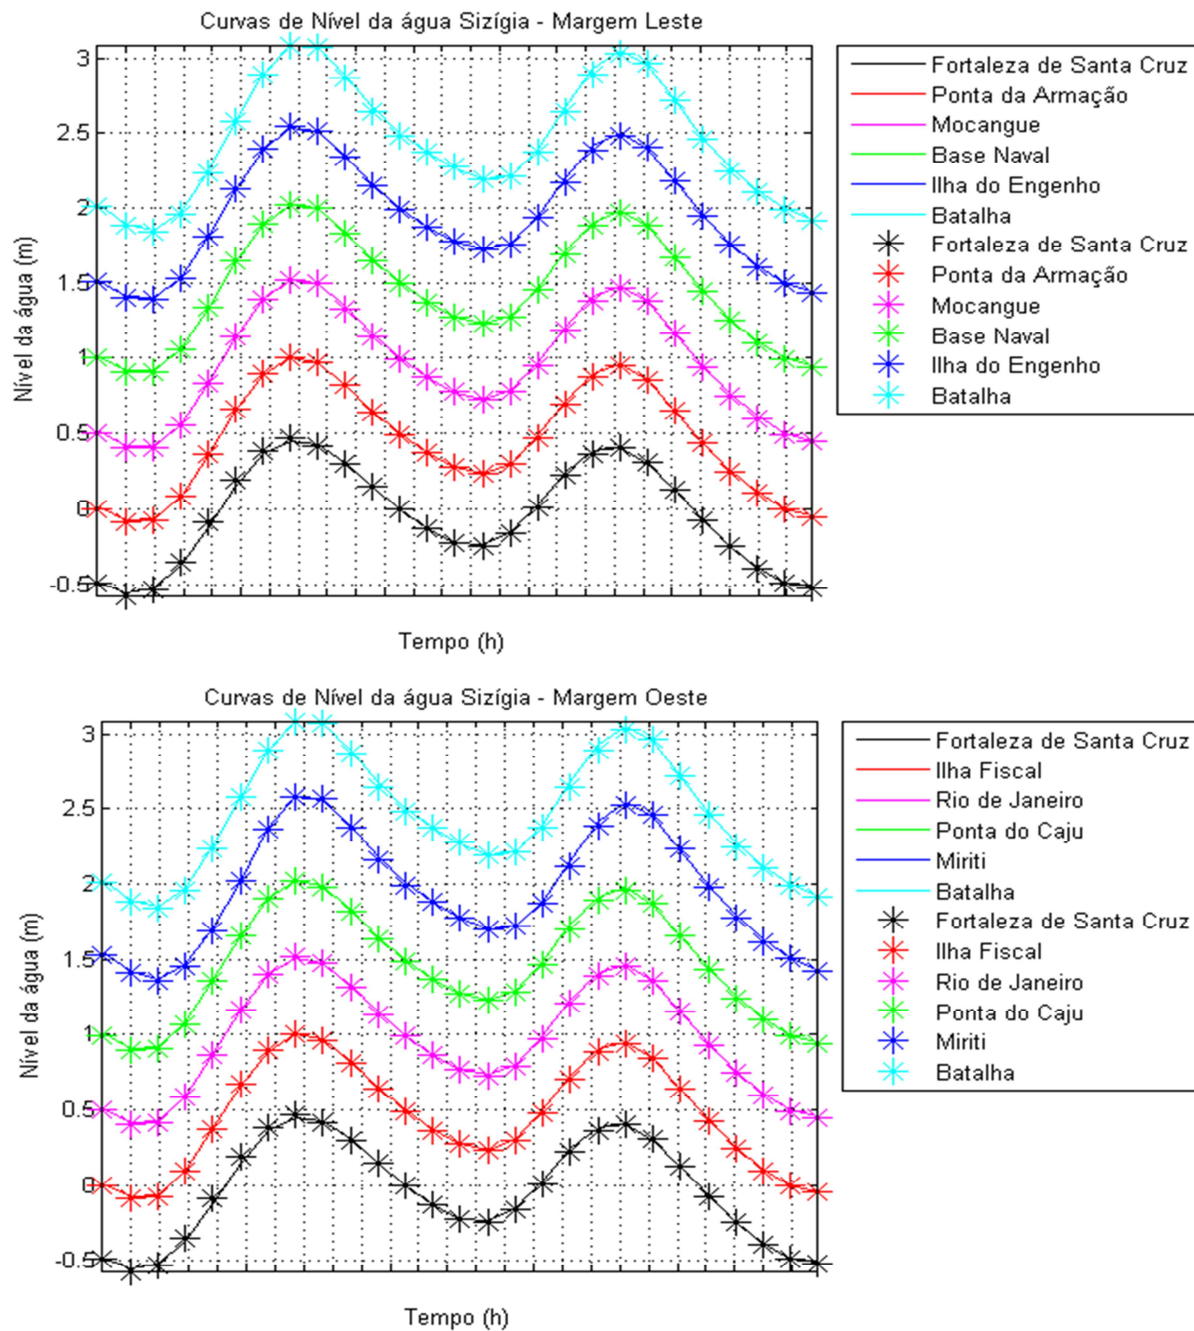 Curvas de Nível da água Sizígia - Margem Leste
3
2.5
2
1.5
1
0.5
0
-0.5
Nível da água (m)
Tempo (h)
Fortaleza de Santa Cruz
Ponta da Armação
Mocangue
Base Naval
Ilha do Engenho
Batalha
Fortaleza de Santa Cruz
Ponta da Armação
Mocangue
Base Naval
Ilha do Engenho
Batalha
Curvas de Nível da água Sizígia - Margem Oeste
3
2.5
2
1.5
1
0.5
0
-0.5
Nível da água (m)
Tempo (h)
Fortaleza de Santa Cruz
Ilha Fiscal
Rio de Janeiro
Ponta do Caju
Miriti
Batalha
Fortaleza de Santa Cruz
Ilha Fiscal
Rio de Janeiro
Ponta do Caju
Miriti
Batalha